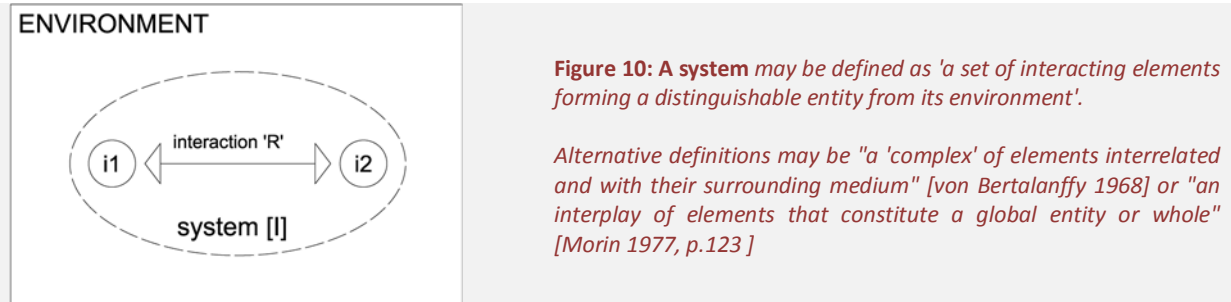 ENVIRONMENT
interaction 'R'
i1
i2
system [I]
Figure 10: A system may be defined as 'a set of interacting elements
forming a distinguishable entity from its environment'.
Alternative definitions may be "a 'complex' of elements interrelated
and with their surrounding medium" [von Bertalanffy 1968] or "an
interplay of elements that constitute a global entity or whole"
[Morin 1977, p.123 ]